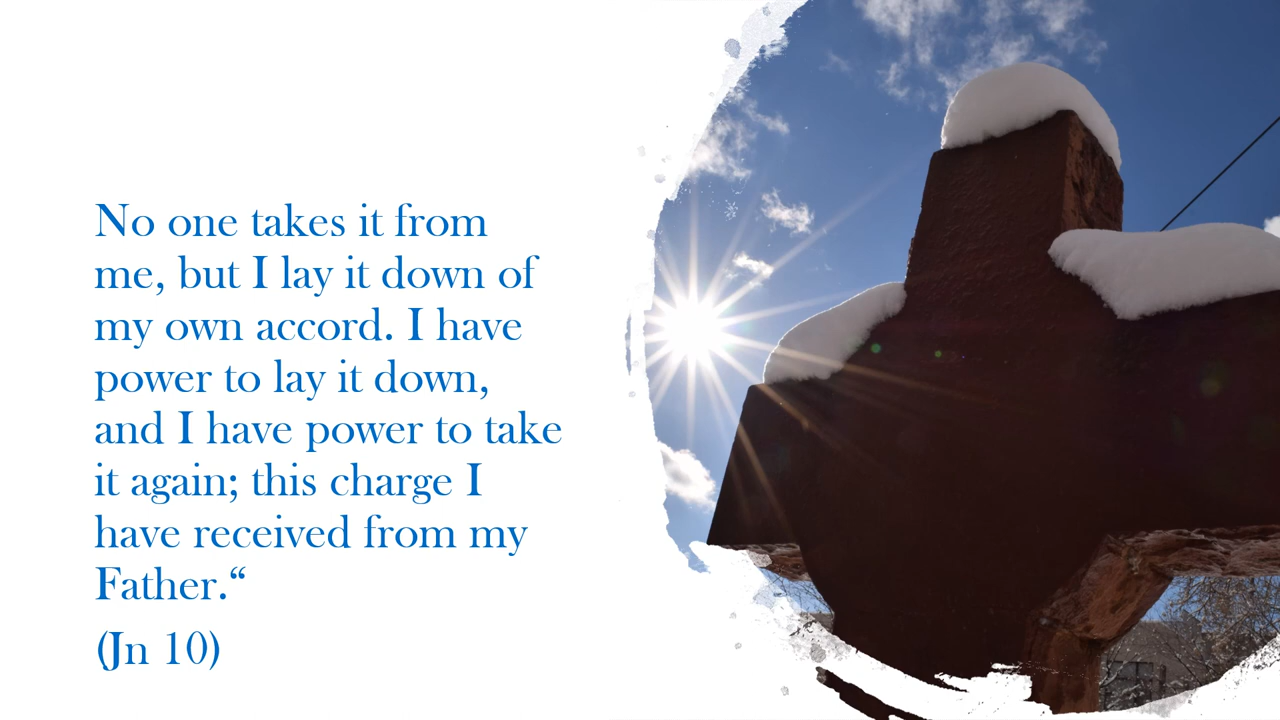 No one takes it from
me, but I lay it down of
my own accord. I have
power to lay it down,
and I have power to take
it again; this charge I
have received from my
Father.“
(Jn 10)